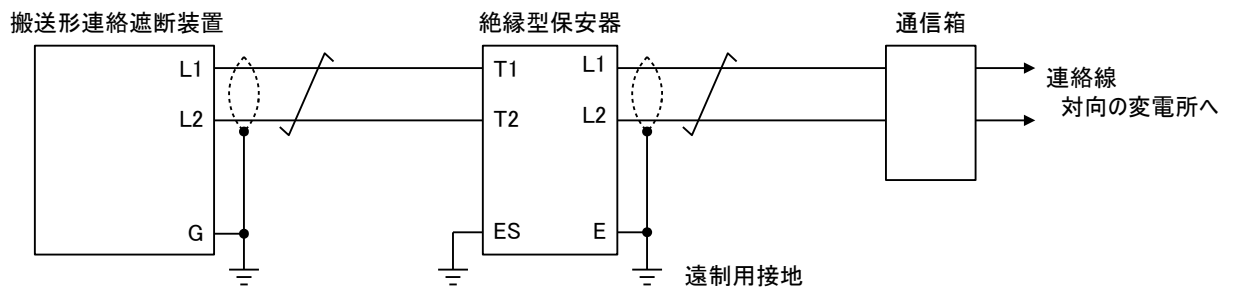 搬送形連絡遮断装置
絶縁型保安器
通信箱
L1
T1
L1
連絡線
L2
T2
L2
対向の変電所へ
G
ES
E
遠制用接地